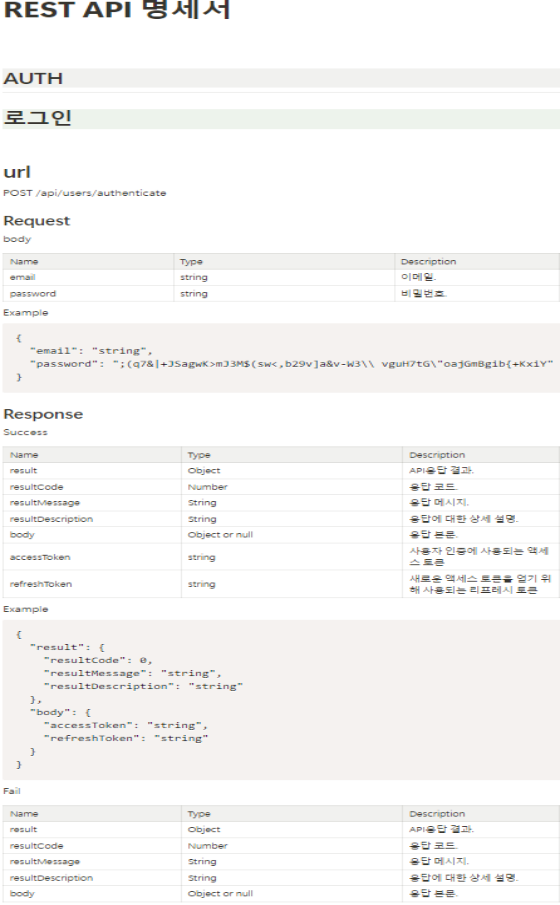 REST API 명세서
AUTH
로그인
url
POST /api/users/authenticate
Request
body
Name Type Description
email string 이메일.
password string 비밀번호.
Example
{
"email": "string",
"password": ";(q7&|+JSagwK>mJ3M$(sw<,b29v]a&v-W3\\ vguH7tG\"oajGmBgib{+KxiY"
}
Response
Success
Name Type Description
result Object API응답 결과.
resultCode Number 응답 코드.
resultMessage String 응답 메시지.
resultDescription String 응답에 대한 상세 설명.
body Object or null 응답 본문.
accessToken string 사용자 인증에 사용되는 액세
스 토큰
refreshToken string 새로운 액세스 토큰을 얻기 위
해 사용되는 리프레시 토큰
Example
{
"result": {
"resultCode": 0,
"resultMessage": "string",
"resultDescription": "string"
},
"body": {
"accessToken": "string",
"refreshToken": "string"
}
}
Fail
Name Type Description
result Object API응답 결과.
resultCode Number 응답 코드.
resultMessage String 응답 메시지.
resultDescription String 응답에 대한 상세 설명.
body Object or null 응답 본문.